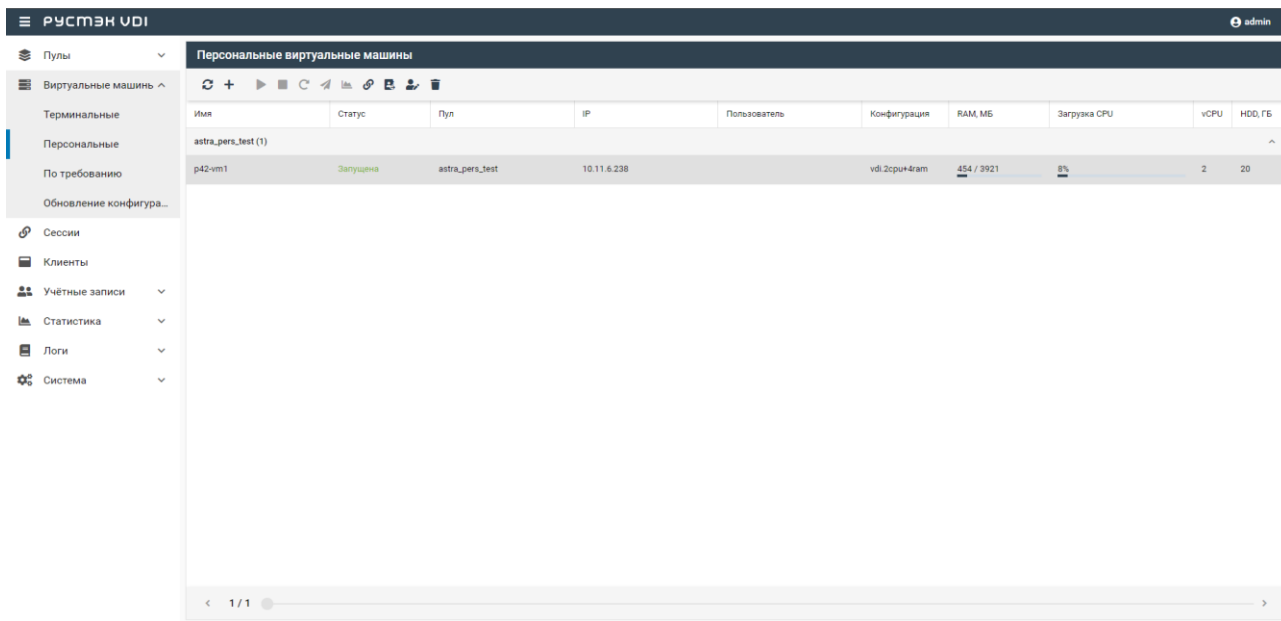 РУСТЭК VDI
admin
Пулы
Виртуальные машины
Терминальные
Персональные
По требованию
Обновление конфигура...
Сессии
Клиенты
Учётные записи
Статистика
Логи
Система
Персональные виртуальные машины
Имя Статус Пул IP Пользователь Конфигурация RAM, МБ Загрузка CPU vCPU HDD, ГБ
astra_pers_test (1)
p42-vm1 Запущена astra_pers_test 10.11.6.238 vdi.2cpu+4ram 454 / 3921 8% 2 20
1 / 1